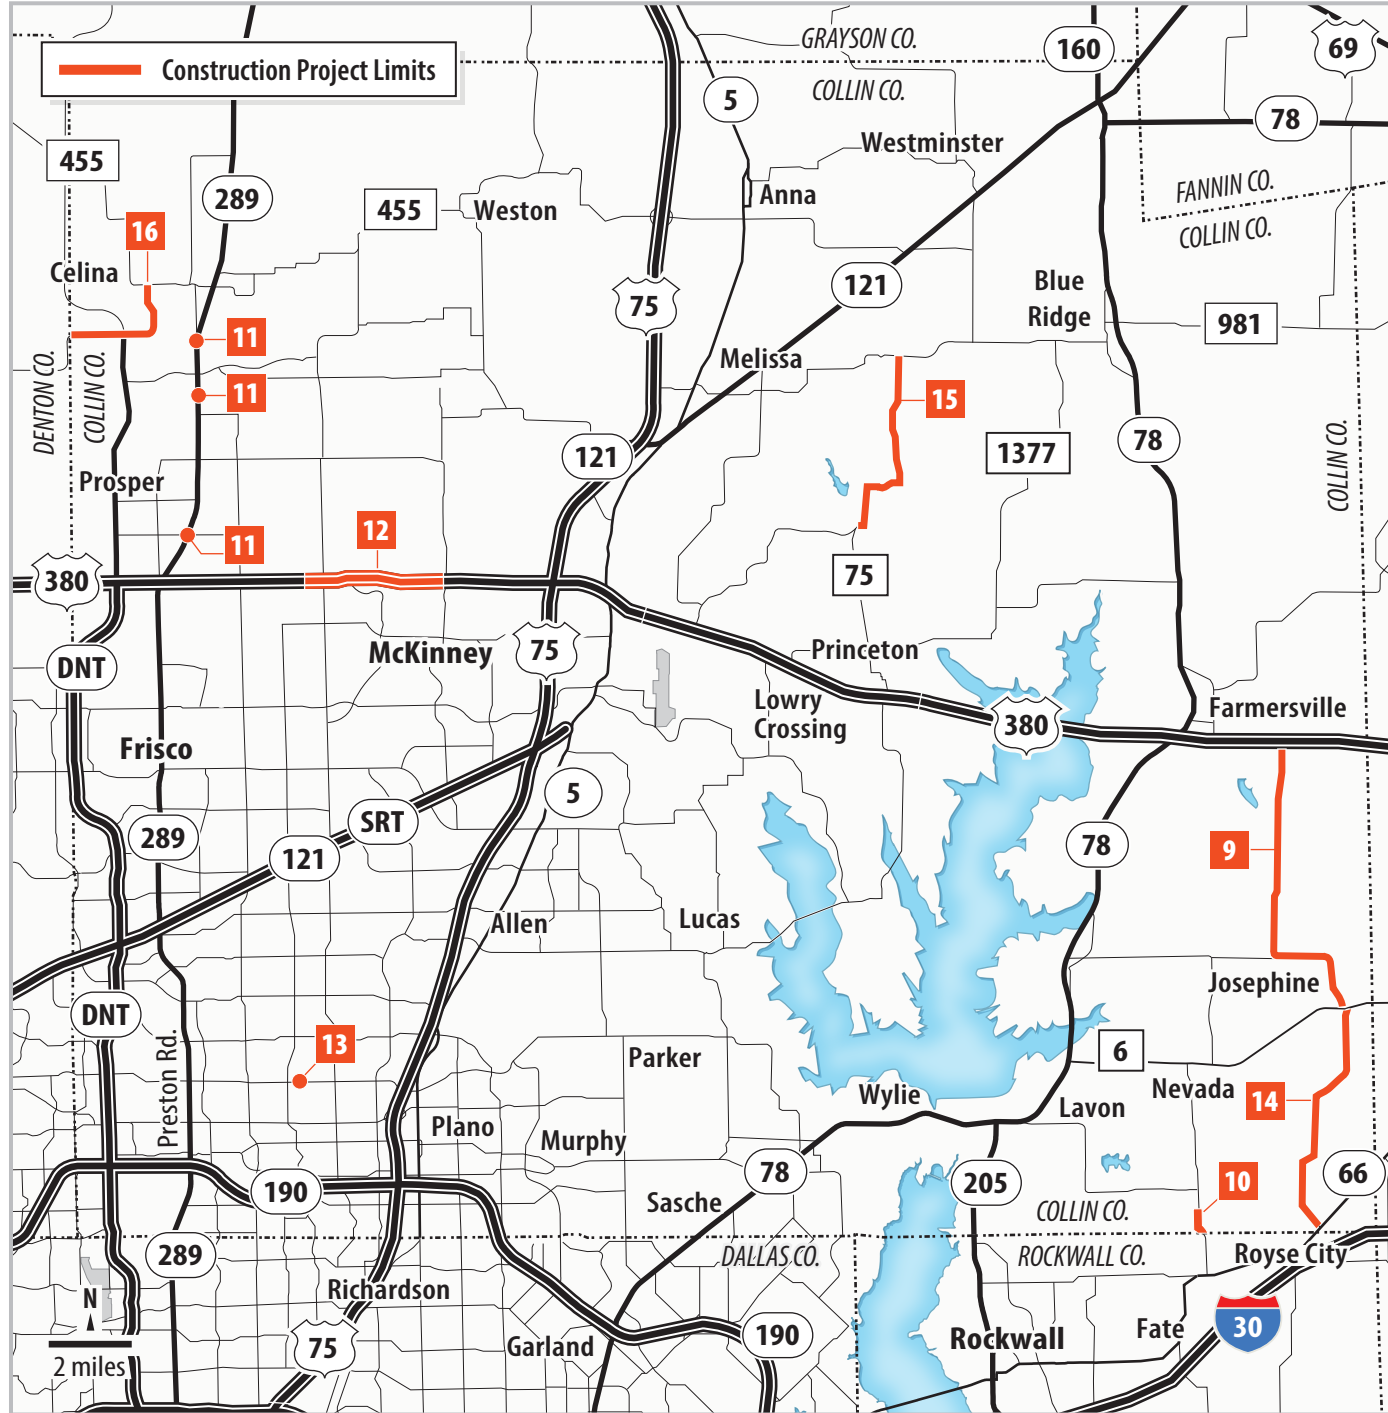 GRAYSON CO.
160
69
Construction Project Limits
COLLIN CO.
5
78
Westminster
455
FANNIN CO.
289
455
Weston
Anna
16
COLLIN CO.
Celina
75
121
Blue
Ridge
981
11
Melissa
DENTON CO.
COLLIN CO.
11
15
121
1377
78
COLLIN CO.
Prosper
11
12
380
75
McKinney
75
Princeton
DNT
Lowry
Crossing
380
Farmersville
Frisco
5
SRT
289
121
78
9
Allen
Lucas
Josephine
DNT
Preston Rd.
13
Parker
6
Wylie
Lavon
Nevada
14
Plano
Murphy
190
78
205
10
66
Sasche
COLLIN CO.
289
DALLAS CO.
ROCKWALL CO.
Royse City
Richardson
N
2 miles
75
Garland
190
Rockwall
Fate
30